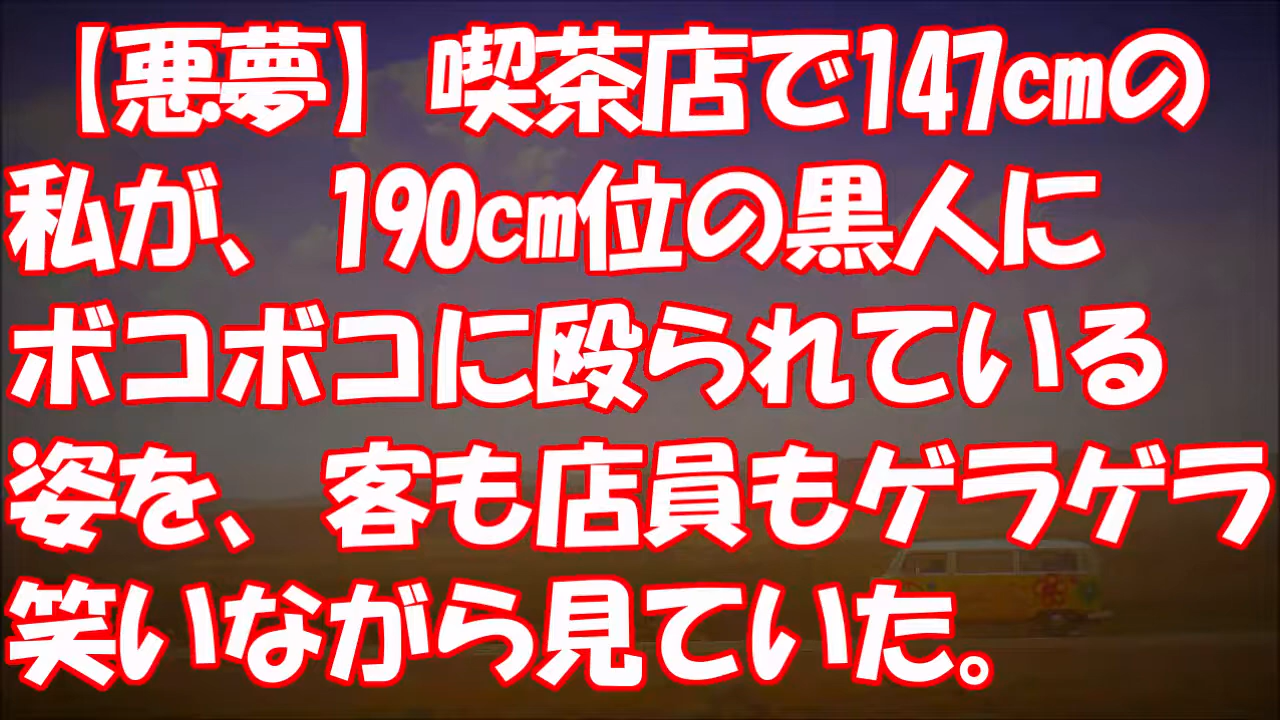 【悪夢】喫茶店で147cmの
私が、190cm位の黒人に
ボコボコに殴られている
姿を、客も店員もゲラゲラ
笑いながら見ていた。